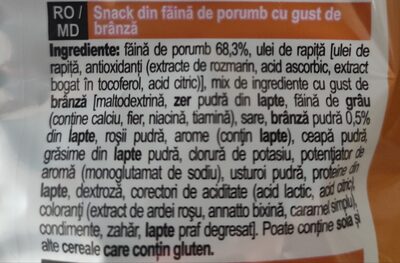 RO / MD
Snack din făină de porumb cu gust de
brânză
Ingrediente: făină de porumb 68,3%, ulei de rapiță [ulei de
rapiță, antioxidanți (extracte de rozmarin, acid ascorbic, extract
bogat în tocoferol, acid citric)], mix de ingrediente cu gust de
brânză [maltodextrină, zer pudră din lapte, făină de grâu
(conține calciu, fier, niacină, tiamină), sare, brânză pudră 0,5%
din lapte, roșii pudră, arome (conțin lapte), ceapă pudră,
grăsime din lapte pudră, clorură de potasiu, potențiator de
aromă (monoglutamat de sodiu), usturoi pudră, proteine din
lapte, dextroză, corectori de aciditate (acid lactic, acid citric),
coloranți (extract de ardei roșu, annatto bixină, caramel simplu),
condimente, zahăr, lapte praf degresat]. Poate conține soia și
alte cereale care conțin gluten.